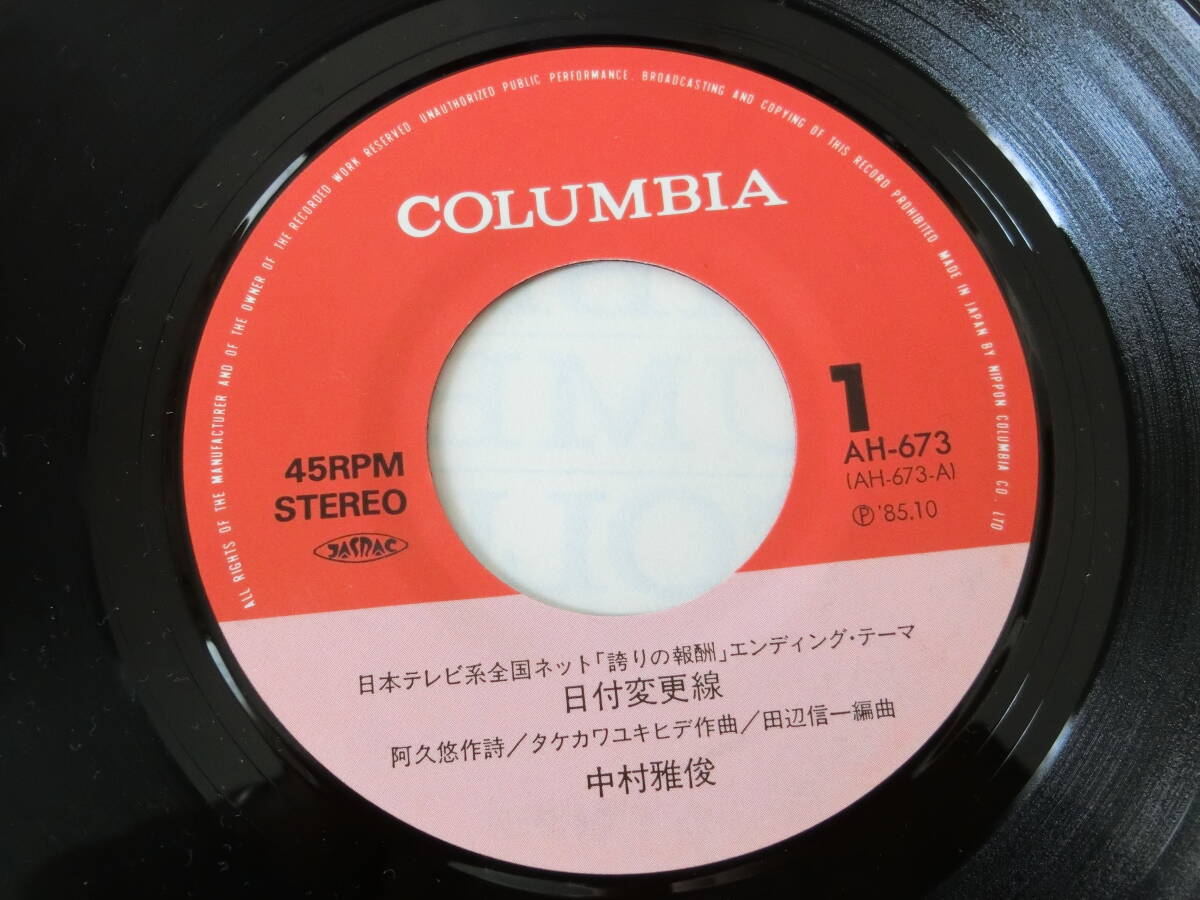 ALL RIGHTS OF THE MANUFACTURER AND OF THE OWNER OF THE RECORDED WORK RESERVED. UNAUTHORIZED PUBLIC PERFORMANCE. BROADCASTING AND COPYING OF THIS RECORD PROHIBITED. MADE IN JAPAN BY NIPPON COLUMBIA CO., LTD
COLUMBIA
1
AH-673
(AH-673-A)
Ⓟ'85.10
45RPM
STEREO
JASRAC
日本テレビ系全国ネット「誇りの報酬」エンディング・テーマ
日付変更線
阿久悠作詩/タケカワユキヒデ作曲/田辺信一編曲
中村雅俊